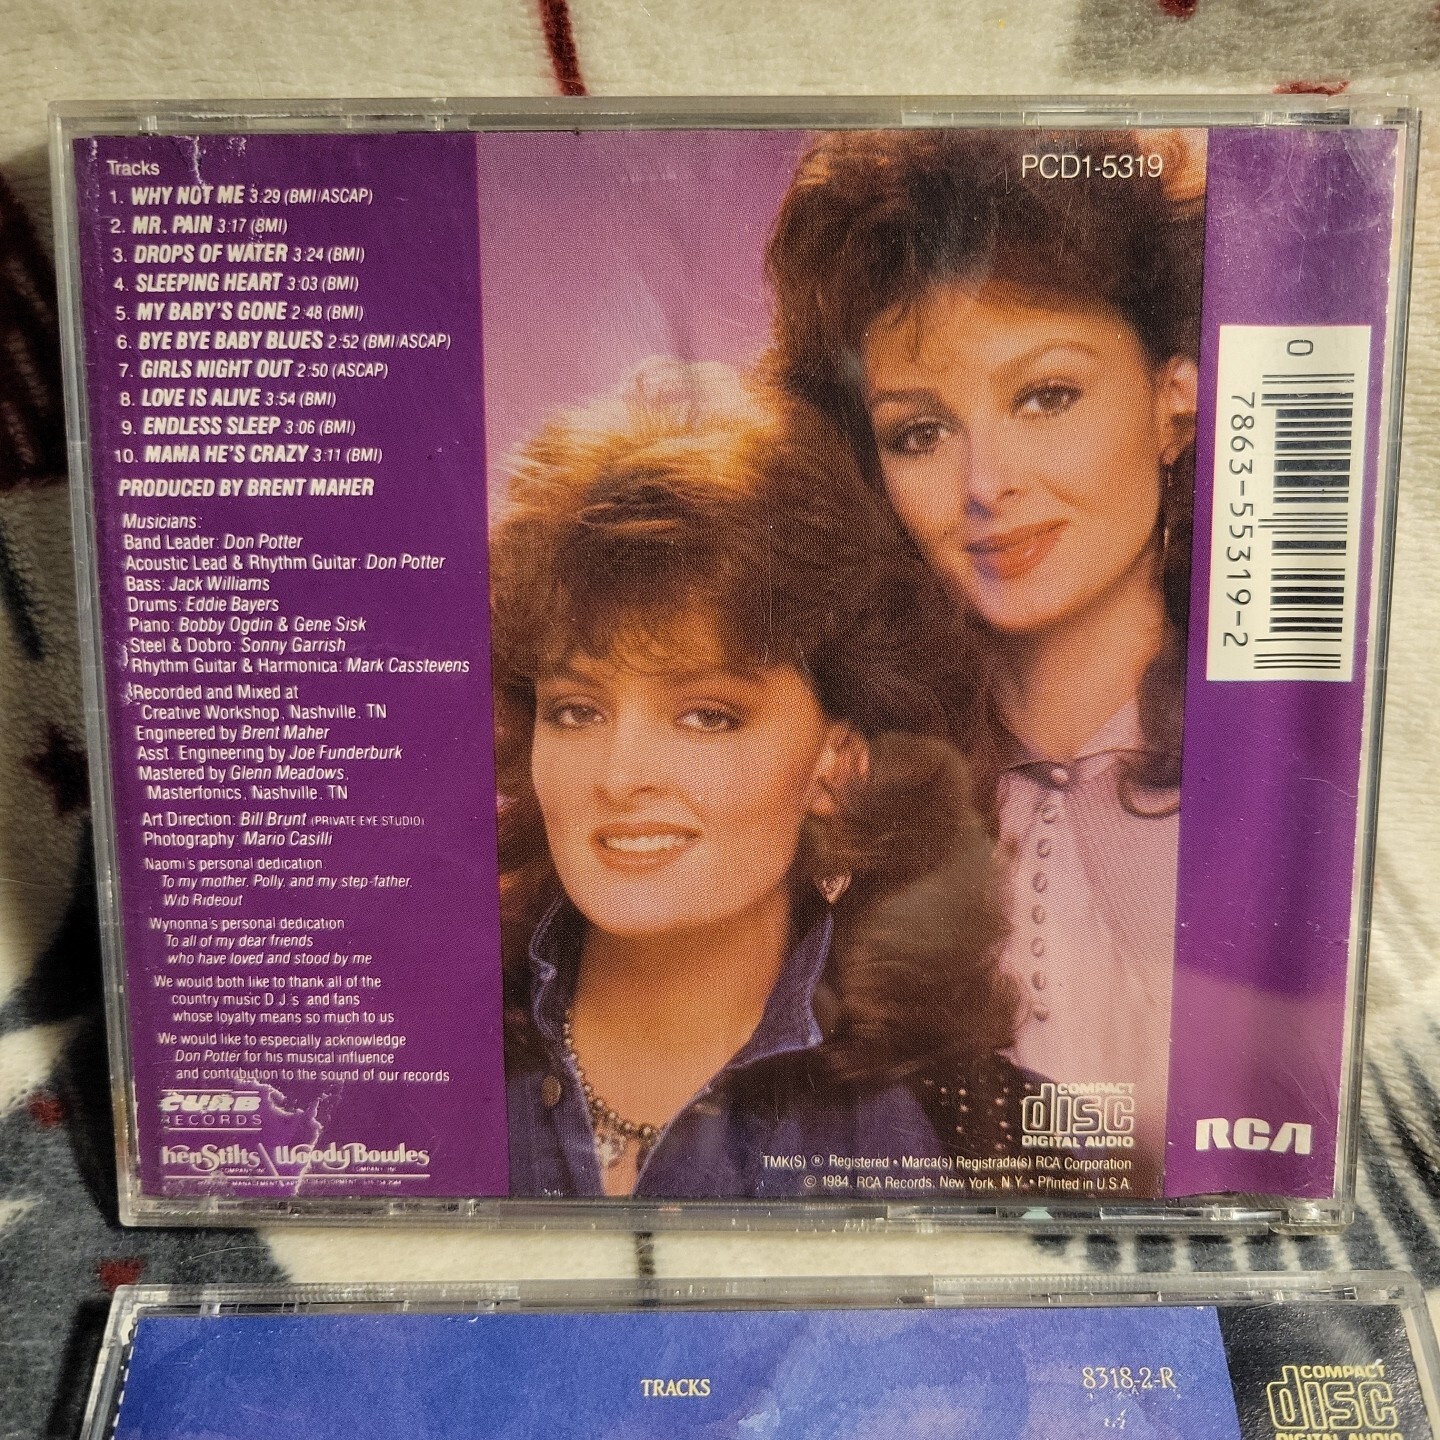 Tracks
1. WHY NOT ME 3:29 (BMI/ASCAP)
2. MR. PAIN 3:17 (BMI)
3. DROPS OF WATER 3:24 (BMI)
4. SLEEPING HEART 3:03 (BMI)
5. MY BABY'S GONE 2:48 (BMI)
6. BYE BYE BABY BLUES 2:52 (BMI/ASCAP)
7. GIRLS NIGHT OUT 2:50 (ASCAP)
8. LOVE IS ALIVE 3:54 (BMI)
9. ENDLESS SLEEP 3:06 (BMI)
10. MAMA HE'S CRAZY 3:11 (BMI)
PRODUCED BY BRENT MAHER
Musicians:
Band Leader: Don Potter
Acoustic Lead & Rhythm Guitar: Don Potter
Bass: Jack Williams
Drums: Eddie Bayers
Piano: Bobby Ogdin & Gene Sisk
Steel & Dobro: Sonny Garrish
Rhythm Guitar & Harmonica: Mark Casstevens
Recorded and Mixed at
Creative Workshop, Nashville, TN
Engineered by Brent Maher
Asst. Engineering by Joe Funderburk
Mastered by Glenn Meadows,
Masterfonics, Nashville, TN
Art Direction: Bill Brunt (PRIVATE EYE STUDIO)
Photography: Mario Casilli
Naomi's personal dedication:
To my mother, Polly, and my step-father,
Wib Rideout
Wynonna's personal dedication:
To all of my dear friends
who have loved and stood by me.
We would both like to thank all of the
country music D.J.'s and fans
whose loyalty means so much to us
We would like to especially acknowledge
Don Potter for his musical influence
and contribution to the sound of our records.
CURB
RECORDS
henStilts \ Woody Bowles
COMPANY, INC. COMPANY, INC.
PCD1-5319
0 78635-5319-2
COMPACT
disc
DIGITAL AUDIO
TMK(S) ® Registered • Marca(s) Registrada(s) RCA Corporation
© 1984, RCA Records, New York, N.Y. • Printed in U.S.A.
RCA
TRACKS
8318-2-R
COMPACT
disc
DIGITAL AUDIO